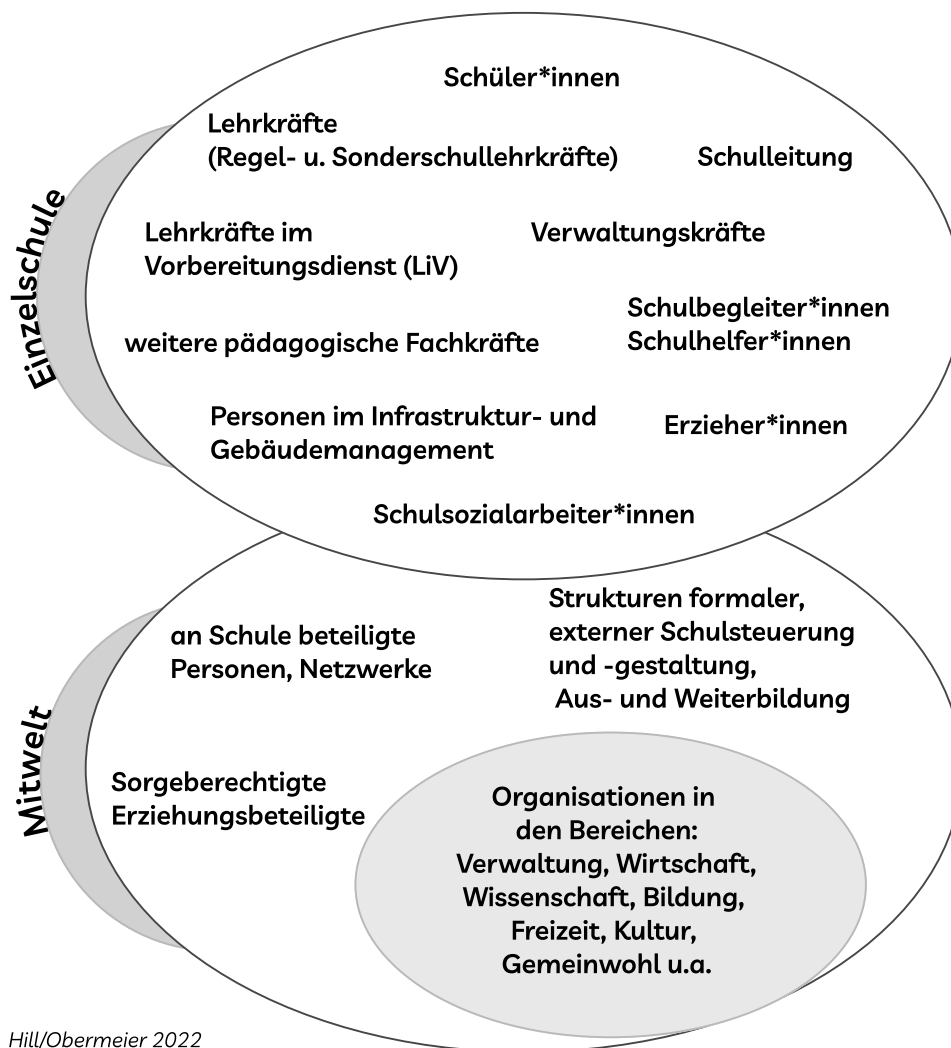 Schüler*innen
Lehrkräfte
(Regel- u. Sonderschullehrkräfte)
Schulleitung
Einzelschule
Lehrkräfte im
Vorbereitungsdienst (LiV)
Verwaltungskräfte
Schulbegleiter*innen
Schulhelfer*innen
weitere pädagogische Fachkräfte
Personen im Infrastruktur- und
Gebäudemanagement
Erzieher*innen
Schulsozialarbeiter*innen
an Schule beteiligte
Personen, Netzwerke
Strukturen formaler,
externer Schulsteuerung
und -gestaltung,
Aus- und Weiterbildung
Mitwelt
Sorgeberechtigte
Erziehungsbeteiligte
Organisationen in
den Bereichen:
Verwaltung, Wirtschaft,
Wissenschaft, Bildung,
Freizeit, Kultur,
Gemeinwohl u.a.
Hill/Obermeier 2022